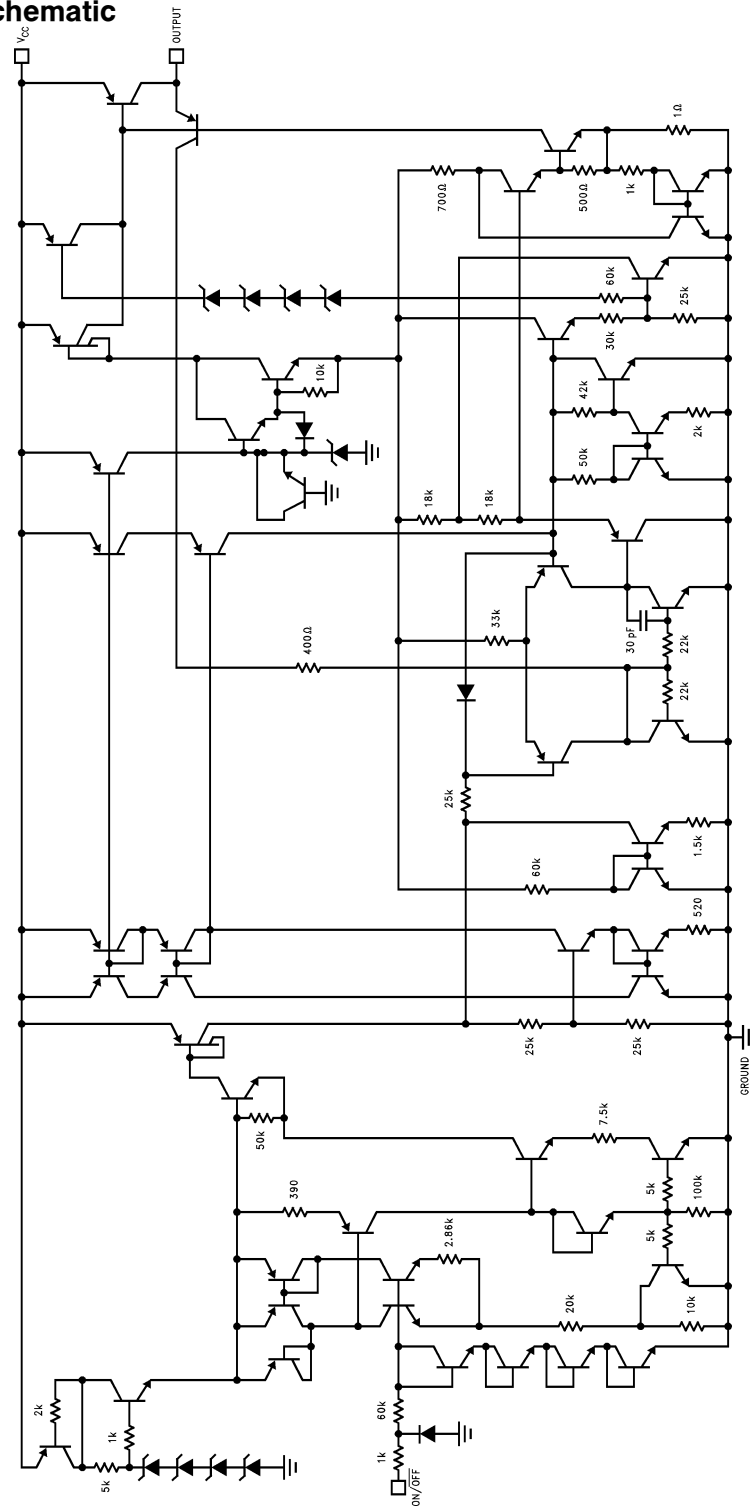 chematic
VCC
OUTPUT
1Ω
700Ω
500Ω
1k
60k
25k
30k
10k
42k
2k
50k
18k
18k
33k
30 pF
22k
400Ω
22k
25k
60k
1.5k
520
25k
25k
GROUND
50k
7.5k
390
5k
100k
2.86k
5k
20k
10k
2k
1k
5k
60k
1k
ON/OFF